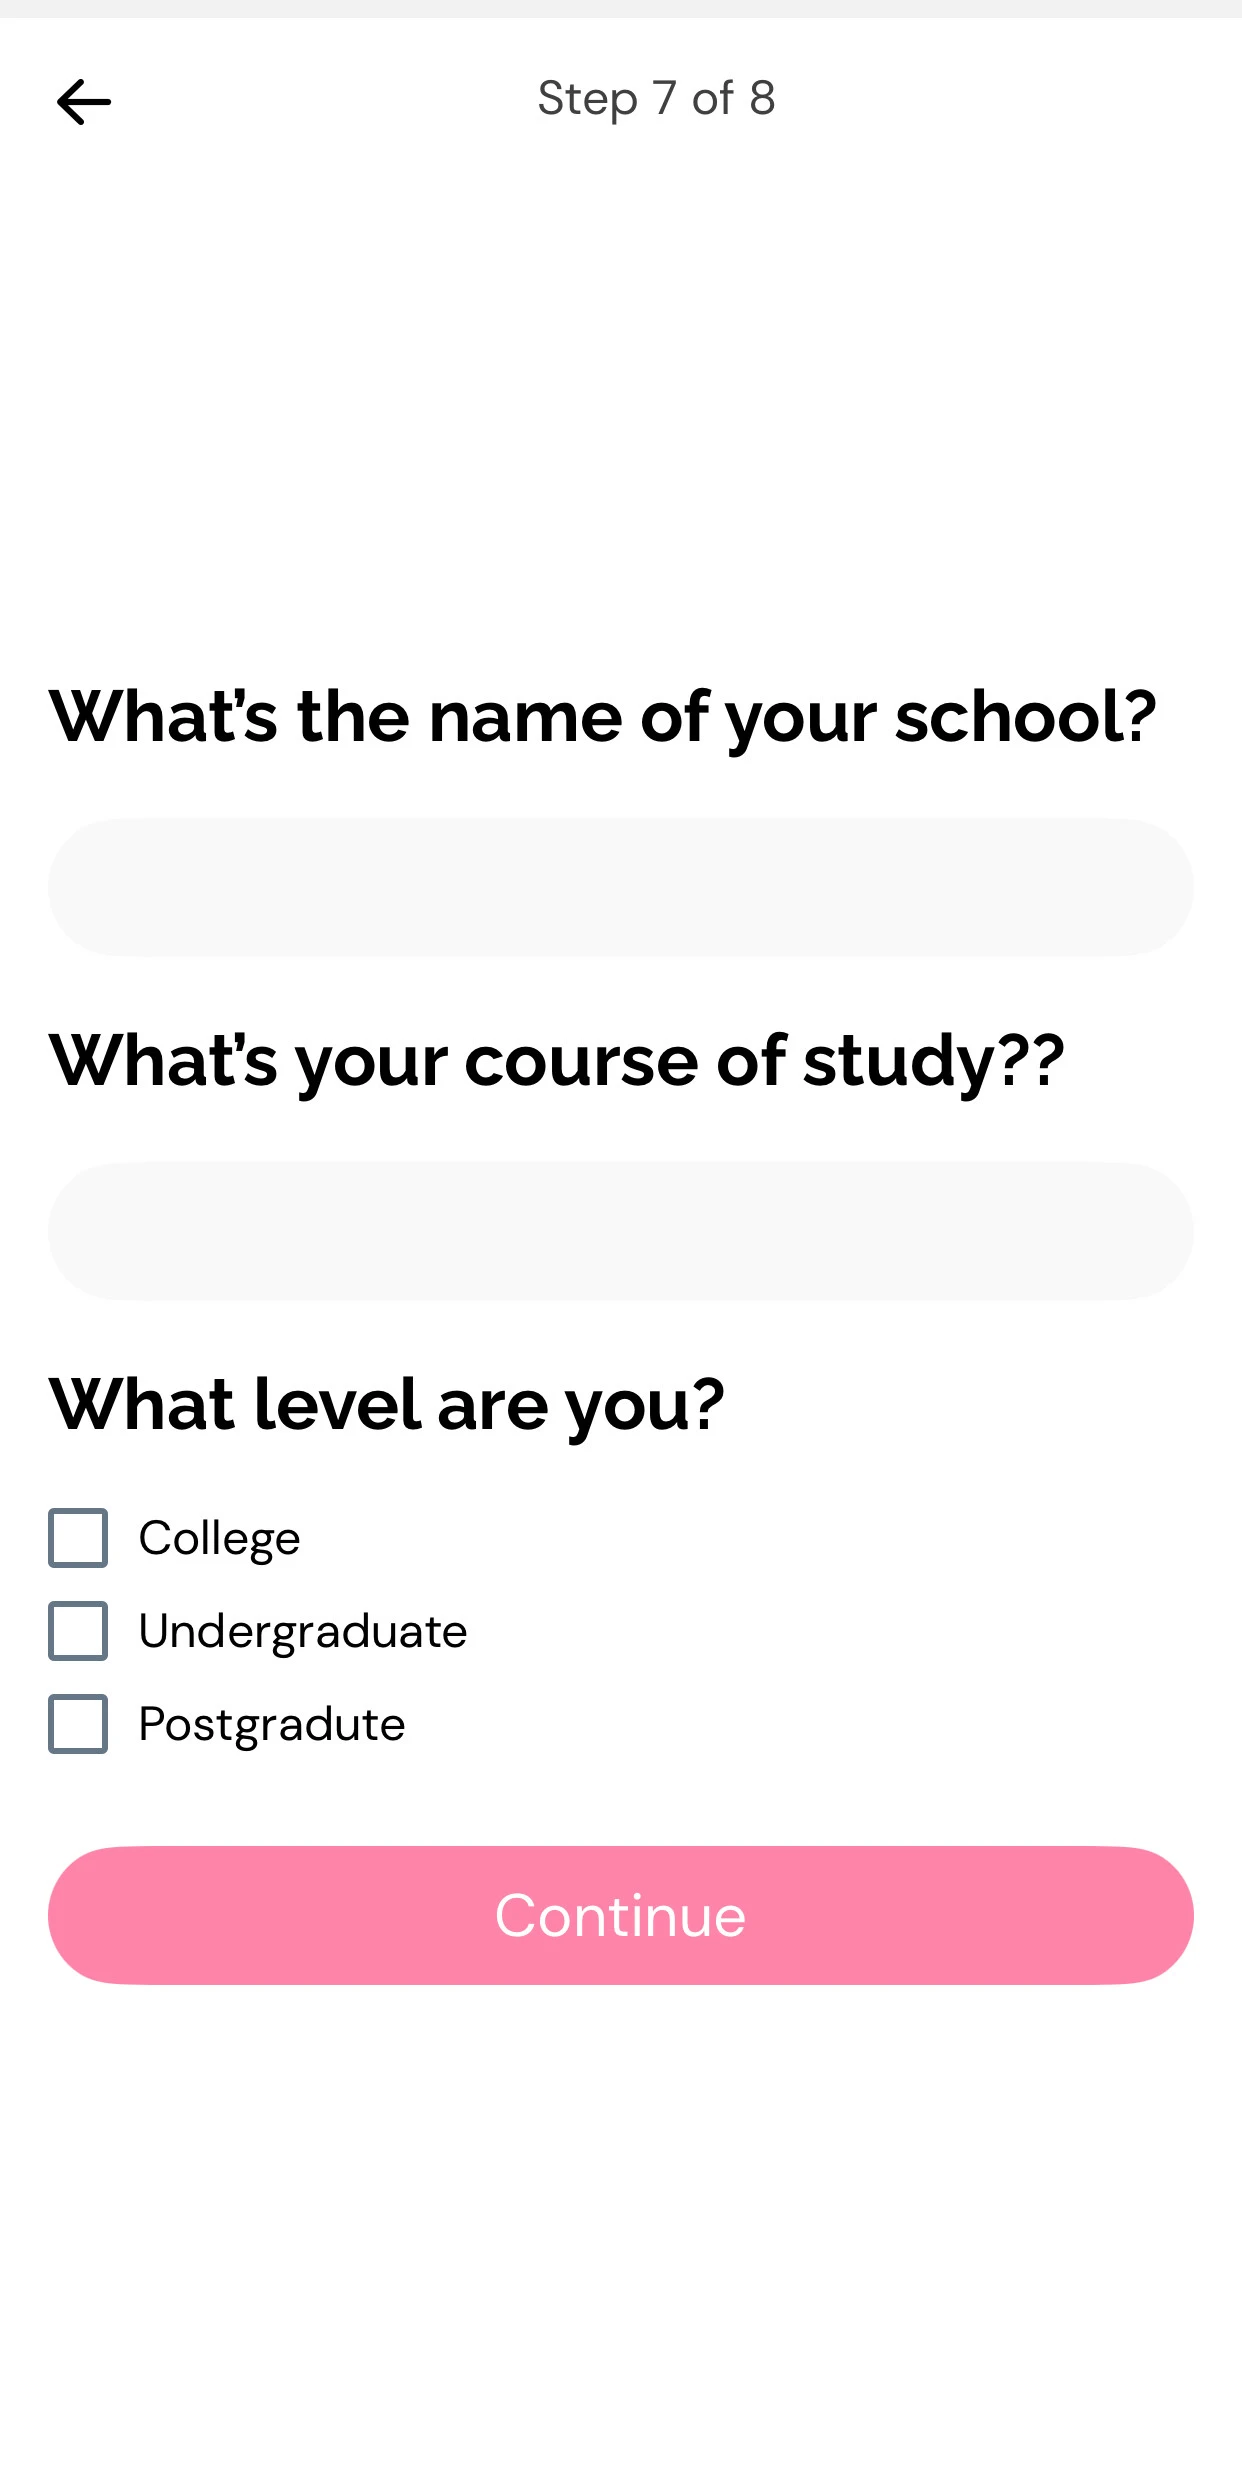 Step 7 of 8
What’s the name of your school?
What’s your course of study??
What level are you?
College
Undergraduate
Postgradute
Continue